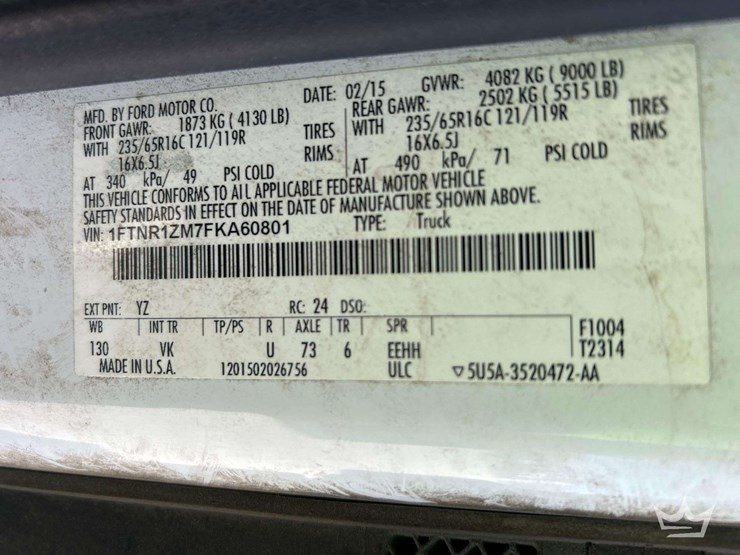 MFD. BY FORD MOTOR CO. DATE: 02/15 GVWR: 4082 KG ( 9000 LB)
FRONT GAWR: 1873 KG ( 4130 LB) REAR GAWR: 2502 KG ( 5515 LB)
WITH 235/65R16C 121/119R TIRES WITH 235/65R16C 121/119R TIRES
16X6.5J RIMS 16X6.5J RIMS
AT 340 kPa/ 49 PSI COLD AT 490 kPa/ 71 PSI COLD
THIS VEHICLE CONFORMS TO ALL APPLICABLE FEDERAL MOTOR VEHICLE
SAFETY STANDARDS IN EFFECT ON THE DATE OF MANUFACTURE SHOWN ABOVE.
VIN: 1FTNR1ZM7FKA60801 TYPE: Truck
EXT PNT: YZ RC: 24 DSO:
WB INT TR TP/PS R AXLE TR SPR F1004
130 VK U 73 6 EEHH T2314
MADE IN U.S.A. 1201502026756 ULC ▽5U5A-3520472-AA